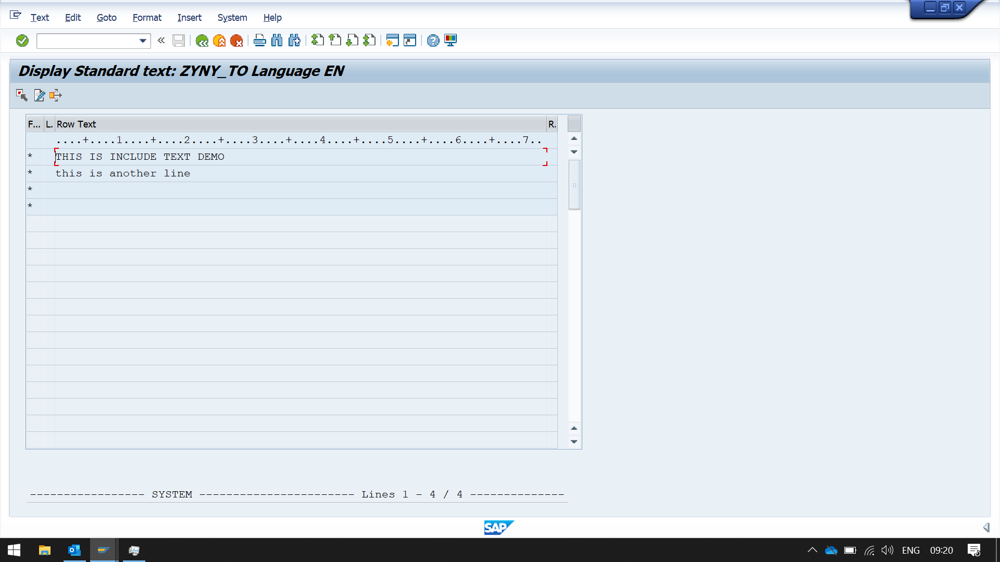 Text Edit Goto Format Insert System Help
Display Standard text: ZYNY_TO Language EN
F... L. Row Text R.
....+....1....+....2....+....3....+....4....+....5....+....6....+....7..
* THIS IS INCLUDE TEXT DEMO
* this is another line
*
*
----------------- SYSTEM ----------------------- Lines 1 - 4 / 4 --------------
SAP
ENG 09:20